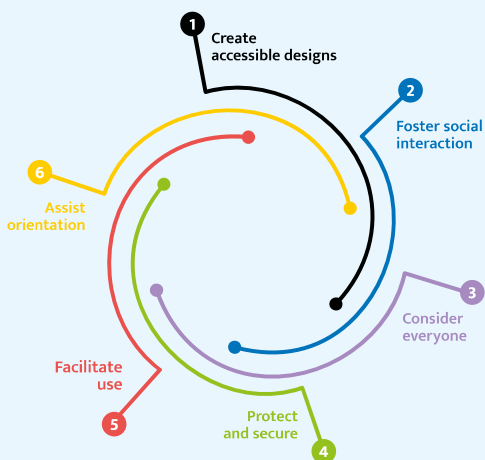 1
Create
accessible designs
2
Foster social
interaction
3
Consider
everyone
4
Protect
and secure
5
Facilitate
use
6
Assist
orientation